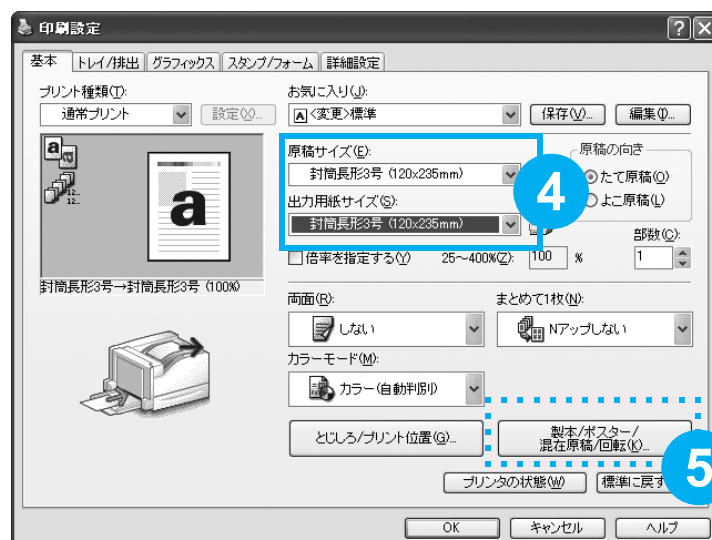 印刷設定
基本 トレイ/排出 グラフィックス スタンプ/フォーム 詳細設定
プリント種類(T):
通常プリント 設定(X)...
お気に入り(J):
<変更>標準 保存(V)... 編集(I)...
原稿サイズ(E):
封筒長形3号 (120x235mm)
出力用紙サイズ(S):
封筒長形3号 (120x235mm)
4
原稿の向き
たて原稿(O)
よこ原稿(L)
倍率を指定する(Y) 25~400%(Z): 100 %
部数(C):
1
a
12..
12..
a
封筒長形3号→封筒長形3号 (100%)
両面(R):
しない
まとめて1枚(N):
Nアップしない
カラーモード(M):
カラー(自動判別)
とじしろ/プリント位置(G)...
製本/ポスター/
混在原稿/回転(K)...
5
プリンタの状態(W) 標準に戻す
OK キャンセル ヘルプ